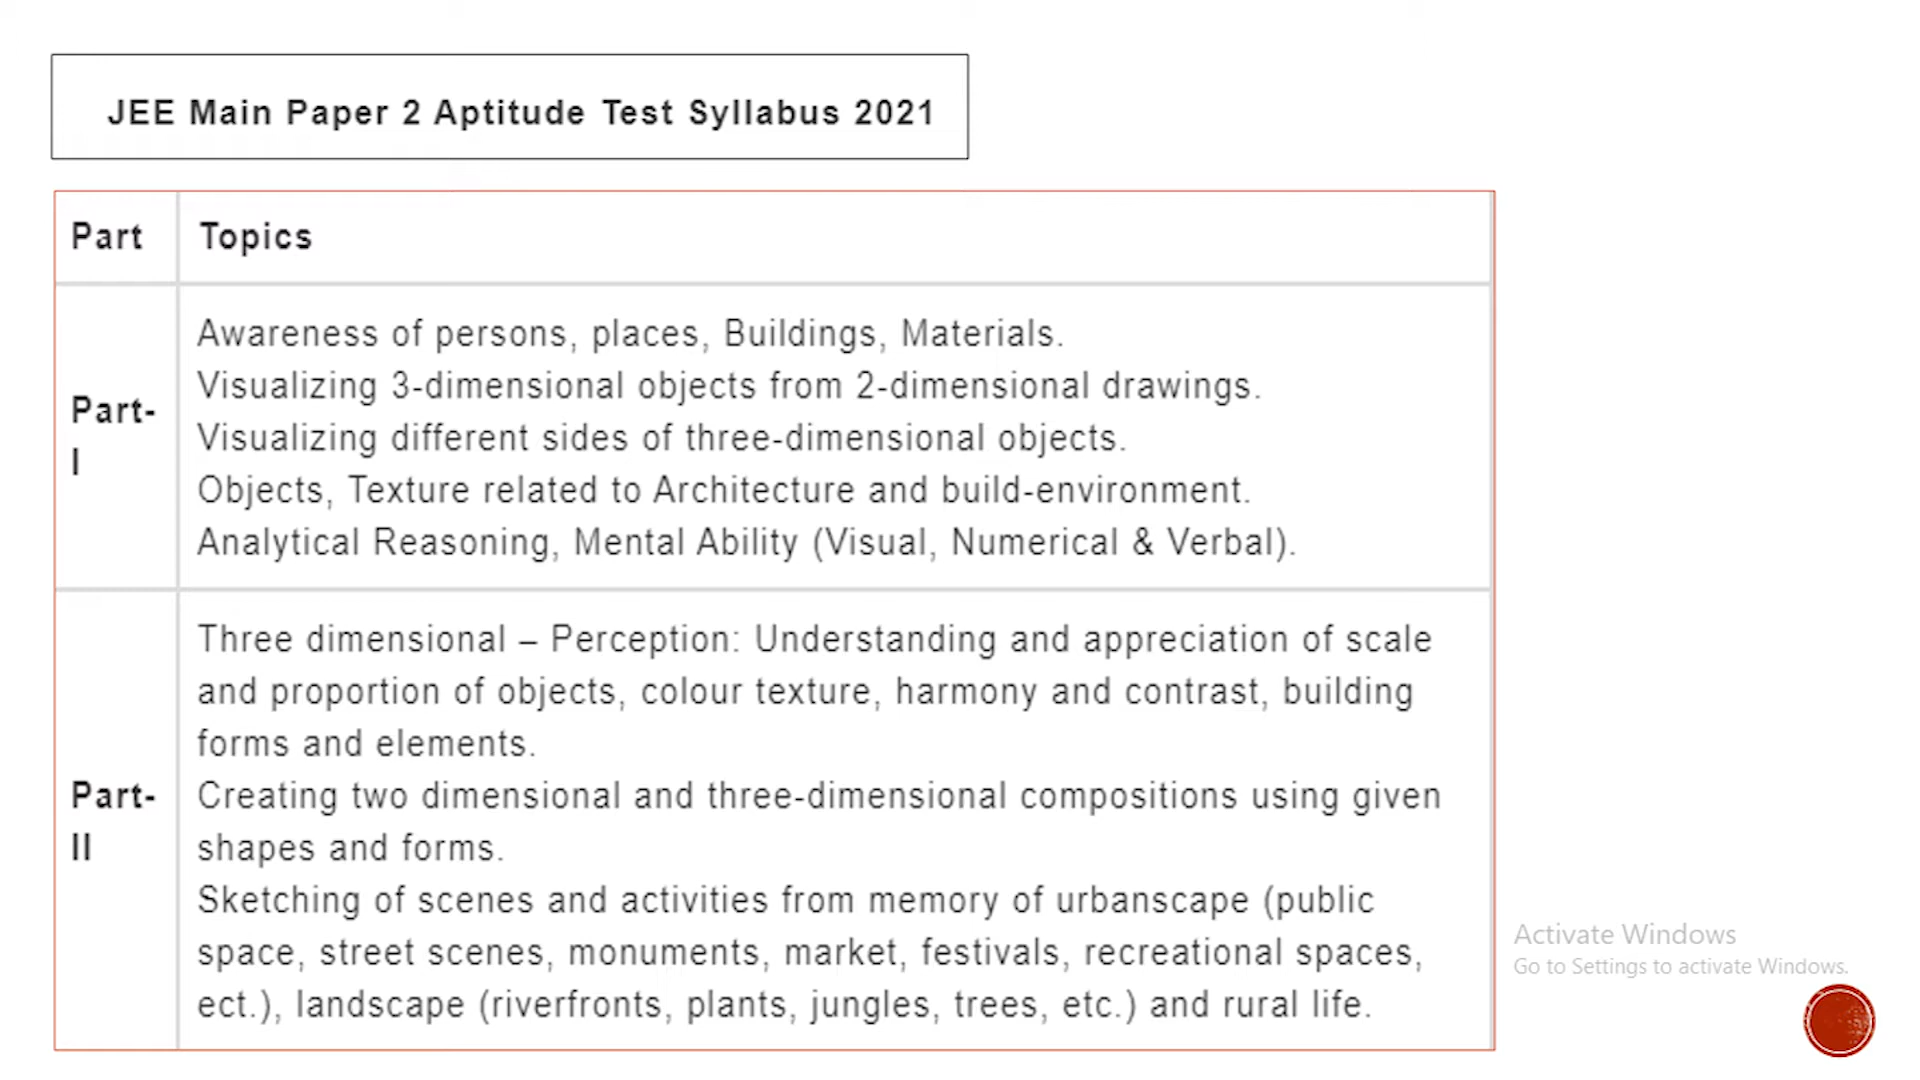 JEE Main Paper 2 Aptitude Test Syllabus 2021
Part
Topics
Part-
I
Awareness of persons, places, Buildings, Materials.
Visualizing 3-dimensional objects from 2-dimensional drawings.
Visualizing different sides of three-dimensional objects.
Objects, Texture related to Architecture and build-environment.
Analytical Reasoning, Mental Ability (Visual, Numerical & Verbal).
Part-
II
Three dimensional – Perception: Understanding and appreciation of scale
and proportion of objects, colour texture, harmony and contrast, building
forms and elements.
Creating two dimensional and three-dimensional compositions using given
shapes and forms.
Sketching of scenes and activities from memory of urbanscape (public
space, street scenes, monuments, market, festivals, recreational spaces,
ect.), landscape (riverfronts, plants, jungles, trees, etc.) and rural life.
Activate Windows
Go to Settings to activate Windows.